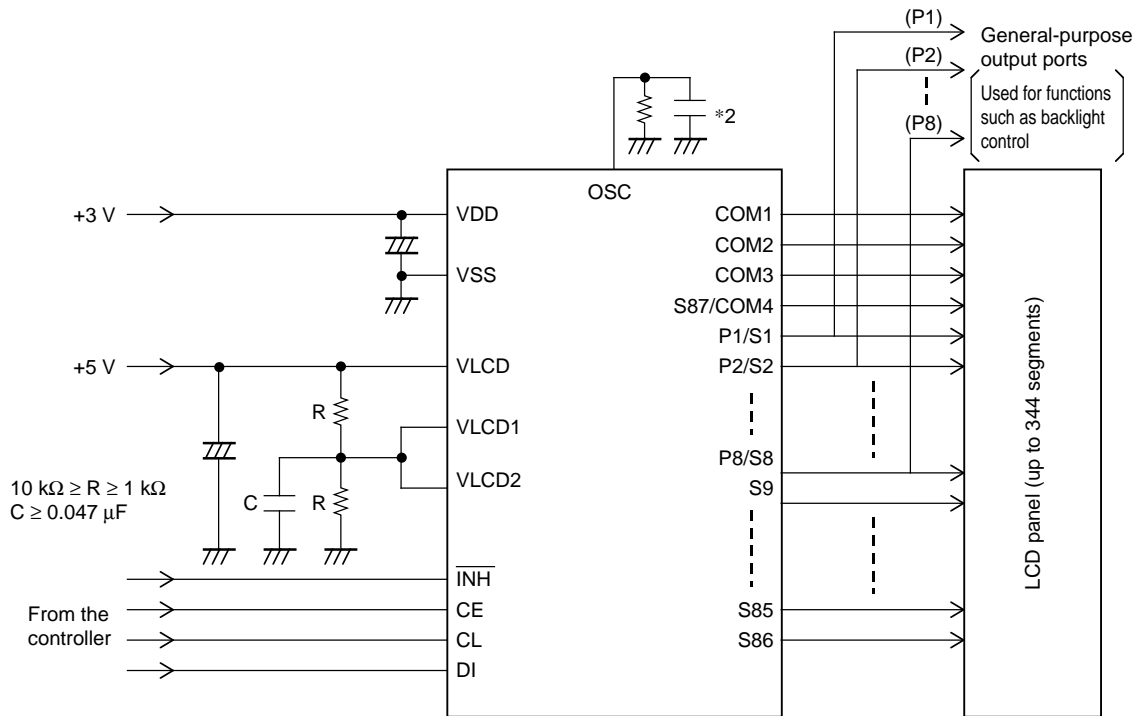 (P1)
General-purpose
output ports
(P2)
Used for functions
such as backlight
control
(P8)
*2
OSC
+3 V
VDD
VSS
+5 V
VLCD
R
VLCD1
VLCD2
C
R
10 kΩ ≥ R ≥ 1 kΩ
C ≥ 0.047 μF
INH
From the
controller
CE
CL
DI
COM1
COM2
COM3
S87/COM4
P1/S1
P2/S2
P8/S8
S9
S85
S86
LCD panel (up to 344 segments)